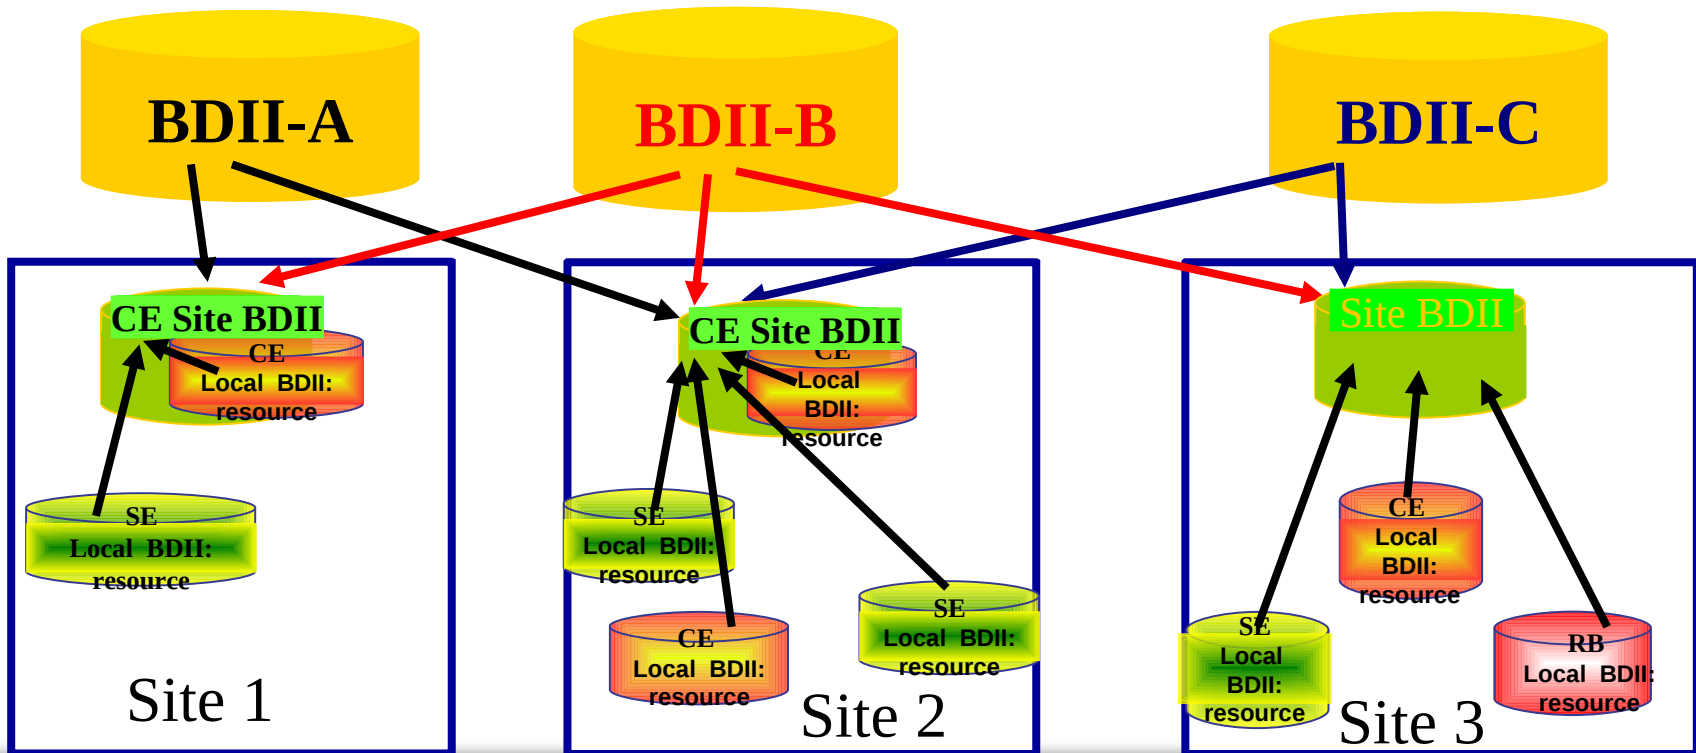 BDII-A
BDII-B
BDII-C
CE Site BDII
CE
Local BDII:
resource
SE
Local BDII:
resource
Site 1
CE Site BDII
CE
Local
BDII:
resource
SE
Local BDII:
resource
CE
Local BDII:
resource
SE
Local BDII:
resource
Site 2
Site BDII
CE
Local
BDII:
resource
SE
Local
BDII:
resource
RB
Local BDII:
resource
Site 3